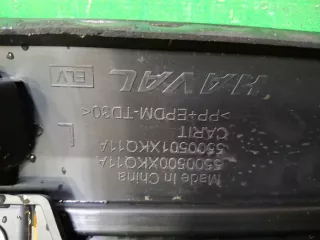 Made in China
5500500XKQ11A
5500501XKQ11A
CARIT
>PP+EPDM-TD30<
L
HAVAL
ELV